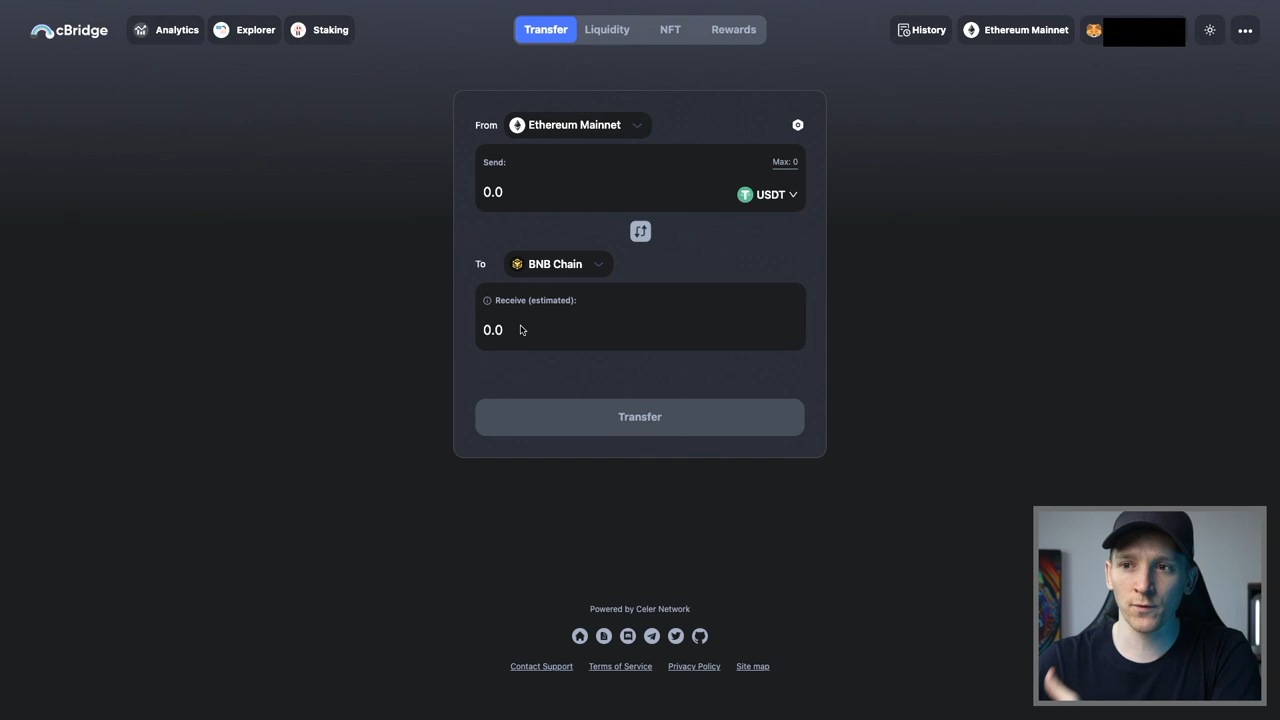 cBridge
Analytics
Explorer
Staking
Transfer
Liquidity
NFT
Rewards
History
Ethereum Mainnet
From
Ethereum Mainnet
Send:
Max: 0
0.0
USDT
To
BNB Chain
Receive (estimated):
0.0
Transfer
Powered by Celer Network
Contact Support
Terms of Service
Privacy Policy
Site map